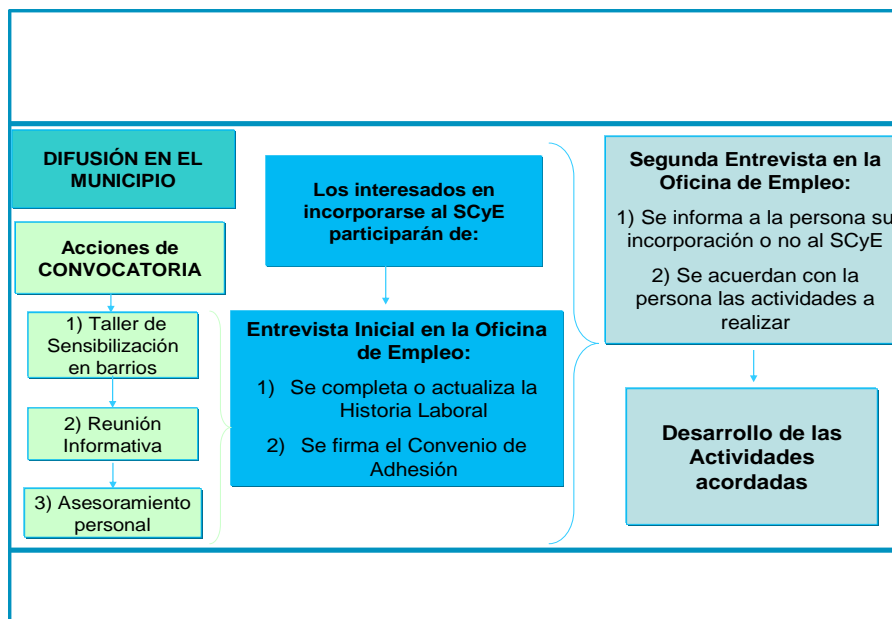 DIFUSIÓN EN EL
MUNICIPIO
Acciones de
CONVOCATORIA
1) Taller de
Sensibilización
en barrios
2) Reunión
Informativa
3) Asesoramiento
personal
Los interesados en
incorporarse al SCyE
participarán de:
Entrevista Inicial en la Oficina
de Empleo:
1) Se completa o actualiza la
Historia Laboral
2) Se firma el Convenio de
Adhesión
Segunda Entrevista en la
Oficina de Empleo:
1) Se informa a la persona su
incorporación o no al SCyE
2) Se acuerdan con la
persona las actividades a
realizar
Desarrollo de las
Actividades
acordadas